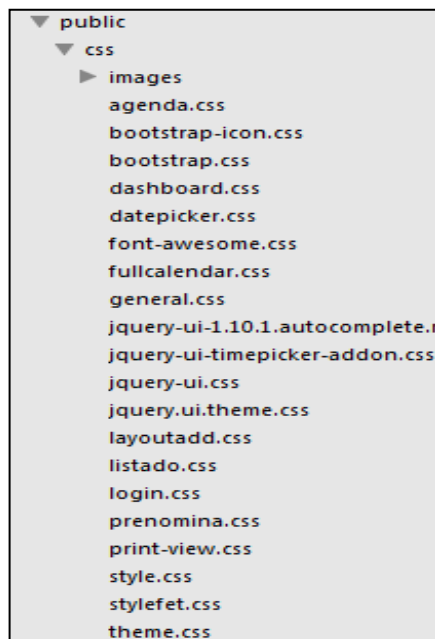 public
css
images
agenda.css
bootstrap-icon.css
bootstrap.css
dashboard.css
datepicker.css
font-awesome.css
fullcalendar.css
general.css
jquery-ui-1.10.1.autocomplete.
jquery-ui-timepicker-addon.css
jquery-ui.css
jquery.ui.theme.css
layoutadd.css
listado.css
login.css
prenomina.css
print-view.css
style.css
stylefet.css
theme.css